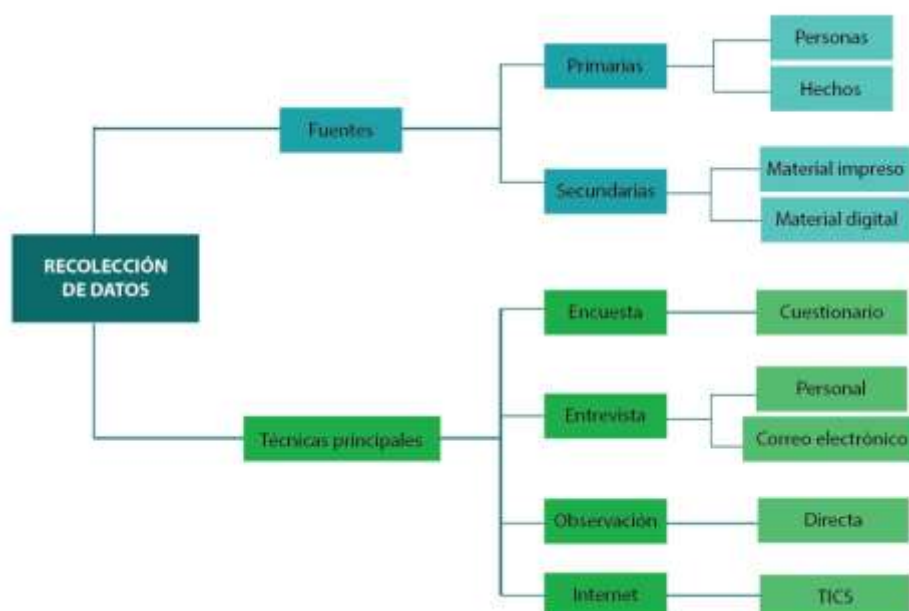 RECOLECCIÓN
DE DATOS
Fuentes
Primarias
Personas
Hechos
Secundarias
Material impreso
Material digital
Técnicas principales
Encuesta
Cuestionario
Entrevista
Personal
Correo electrónico
Observación
Directa
Internet
TICS